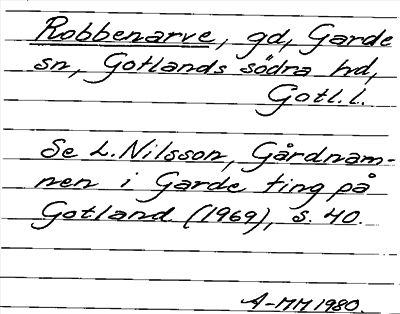 Robbenarve, gd, Garde
sn, Gotlands södra hd,
Gotl.l.
Se L. Nilsson, Gårdnam-
nen i Garde ting på
Gotland (1969), s. 40.
A-MM 1980.